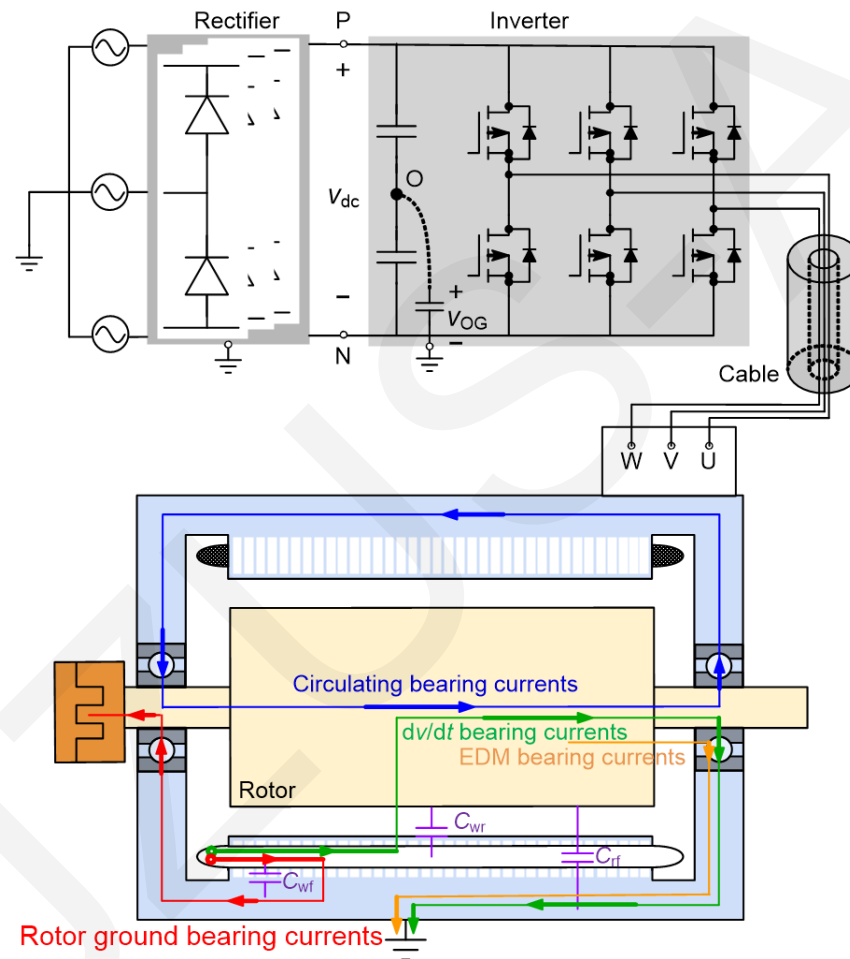 Rectifier
P
Inverter
+
O
vdc
−
+
vOG
−
N
Cable
W V U
Circulating bearing currents
dv/dt bearing currents
EDM bearing currents
Rotor
Cwr
Crf
Cwf
Rotor ground bearing currents